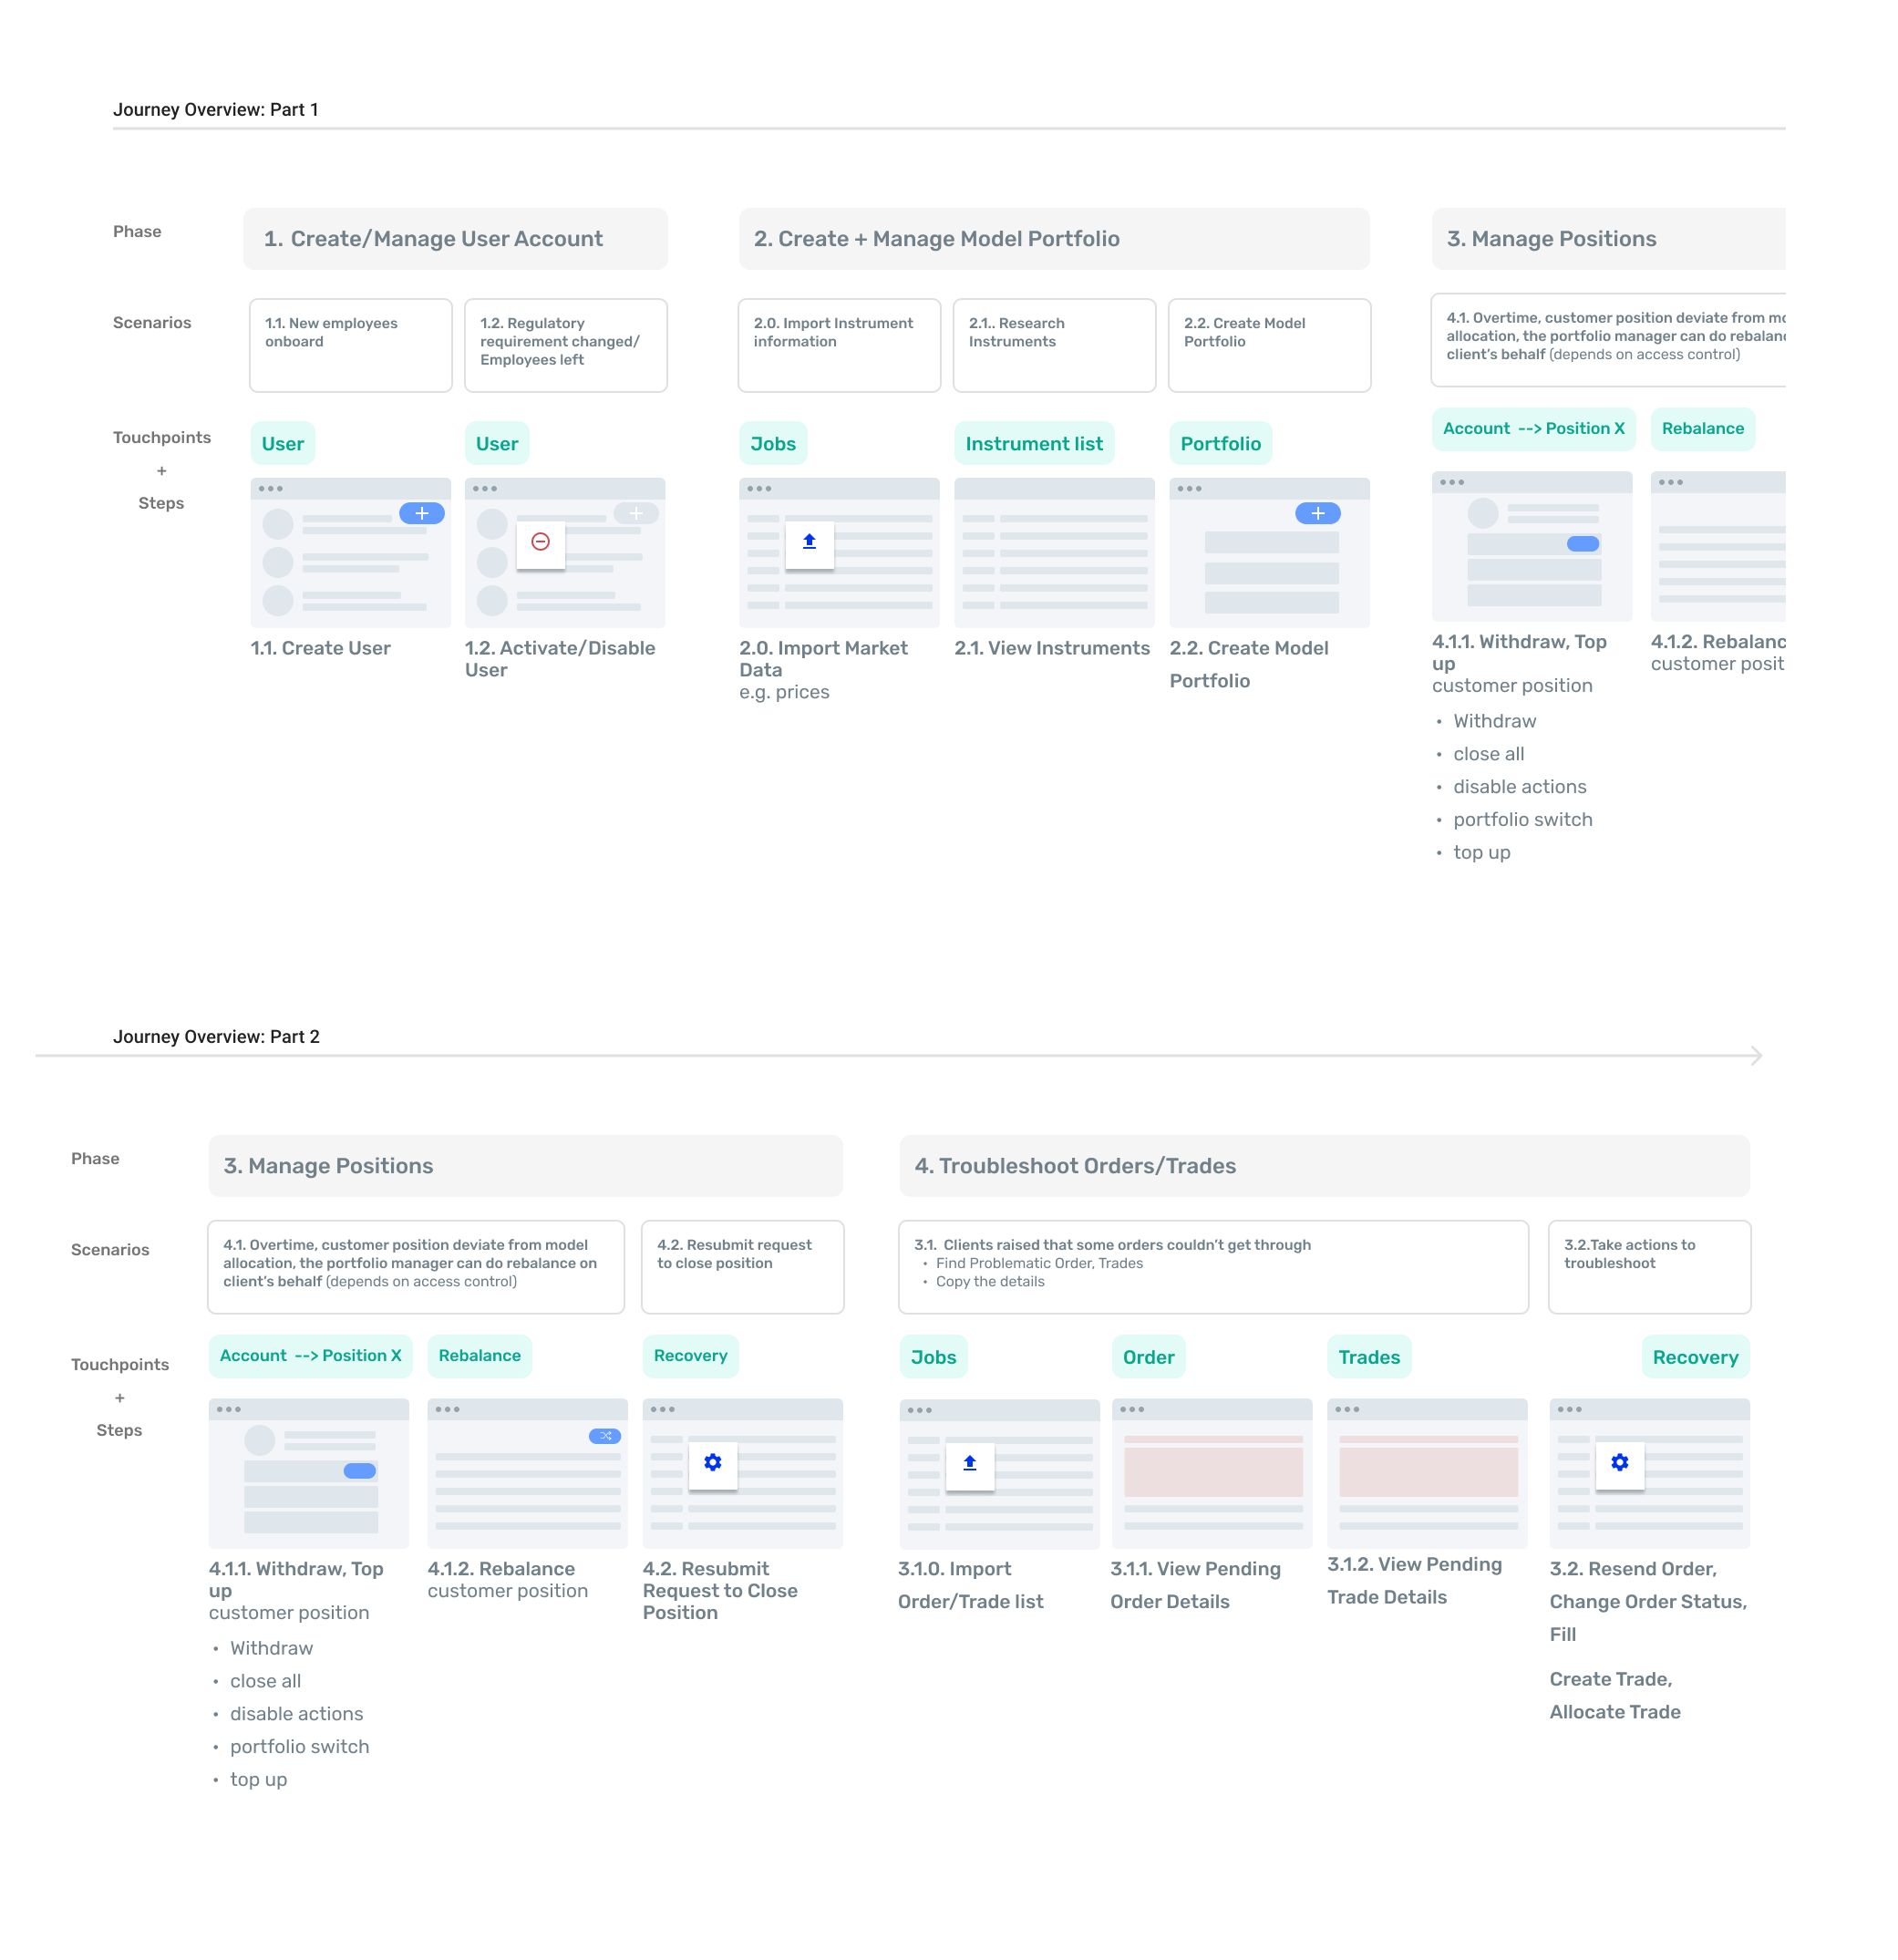 Journey Overview: Part 1
Phase
1. Create/Manage User Account
2. Create + Manage Model Portfolio
3. Manage Positions
Scenarios
1.1. New employees
onboard
1.2. Regulatory
requirement changed/
Employees left
2.0. Import Instrument
information
2.1.. Research
Instruments
2.2. Create Model
Portfolio
4.1. Overtime, customer position deviate from
allocation, the portfolio manager can do
client's behalf (depends on access control)
Touchpoints
+
Steps
User
User
Jobs
Instrument list
Portfolio
Account --> Position X
Rebalance
1.1. Create User
1.2. Activate/Disable
User
2.0. Import Market
Data
e.g. prices
2.1. View Instruments
2.2. Create Model
Portfolio
4.1.1. Withdraw, Top
up
customer position
• Withdraw
• close all
• disable actions
• portfolio switch
• top up
4.1.2. Rebalanc
customer posit
Journey Overview: Part 2
Phase
3. Manage Positions
4. Troubleshoot Orders/Trades
Scenarios
4.1. Overtime, customer position deviate from model
allocation, the portfolio manager can do rebalance on
client's behalf (depends on access control)
4.2. Resubmit request
to close position
3.1. Clients raised that some orders couldn't get through
• Find Problematic Order, Trades
• Copy the details
3.2.Take actions to
troubleshoot
Touchpoints
+
Steps
Account --> Position X
Rebalance
Recovery
Jobs
Order
Trades
Recovery
4.1.1. Withdraw, Top
up
customer position
• Withdraw
• close all
• disable actions
• portfolio switch
• top up
4.1.2. Rebalance
customer position
4.2. Resubmit
Request to Close
Position
3.1.0. Import
Order/Trade list
3.1.1. View Pending
Order Details
3.1.2. View Pending
Trade Details
3.2. Resend Order,
Change Order Status,
Fill
Create Trade,
Allocate Trade